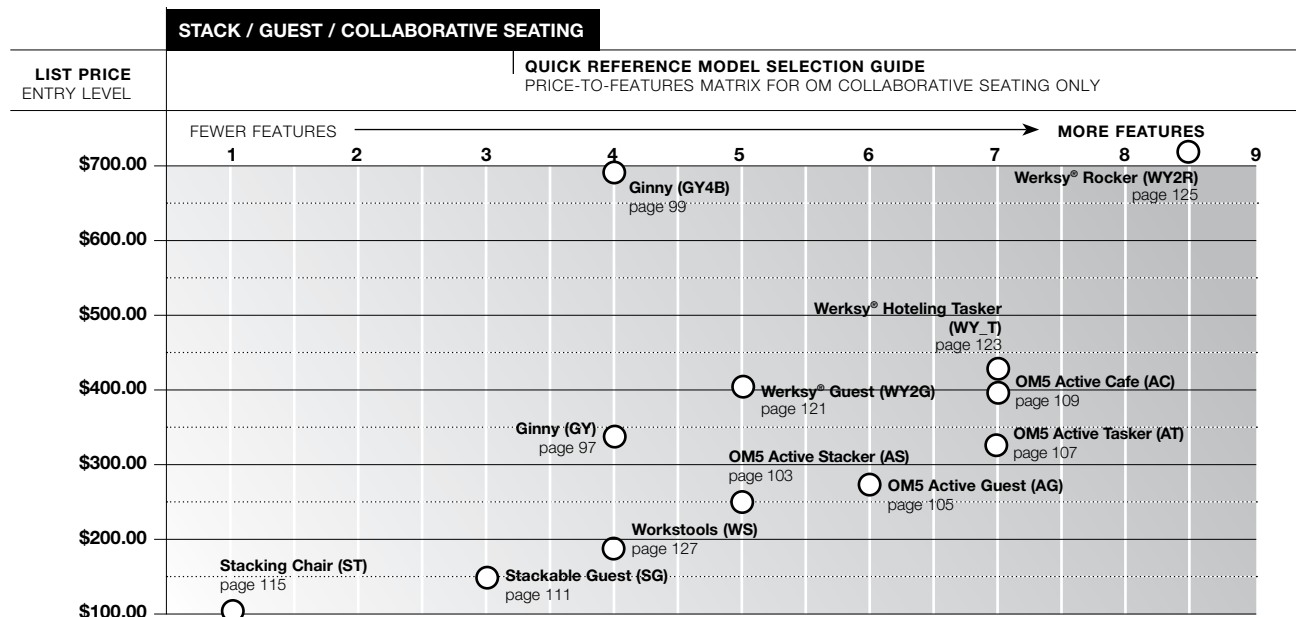 STACK / GUEST / COLLABORATIVE SEATING
LIST PRICE
ENTRY LEVEL
QUICK REFERENCE MODEL SELECTION GUIDE
PRICE-TO-FEATURES MATRIX FOR OM COLLABORATIVE SEATING ONLY
FEWER FEATURES
MORE FEATURES
1 2 3 4 5 6 7 8 9
$700.00
Ginny (GY4B)
page 99
Werksy® Rocker (WY2R)
page 125
$600.00
$500.00
Werksy® Hoteling Tasker
(WY_T)
page 123
$400.00
Werksy® Guest (WY2G)
page 121
OM5 Active Cafe (AC)
page 109
Ginny (GY)
page 97
OM5 Active Tasker (AT)
page 107
$300.00
OM5 Active Stacker (AS)
page 103
OM5 Active Guest (AG)
page 105
$200.00
Workstools (WS)
page 127
Stacking Chair (ST)
page 115
Stackable Guest (SG)
page 111
$100.00